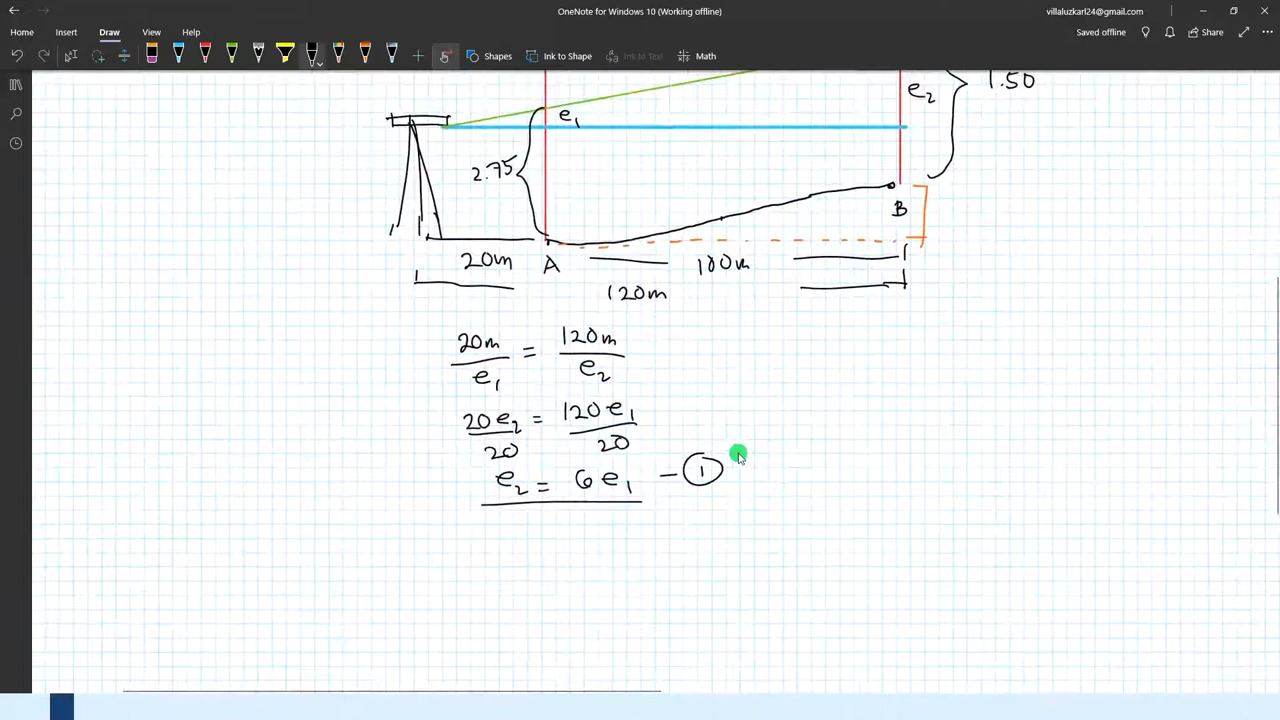 OneNote for Windows 10 (Working offline)
villaluzkarl24@gmail.com
Home Insert Draw View Help
Saved offline Share
Shapes Ink to Shape Ink to Text Math
e₂ 1.50
e₁
2.75
B
20m A 100m
120m
20m/e₁ = 120m/e₂
20e₂/20 = 120e₁/20
e₂ = 6e₁ - ①